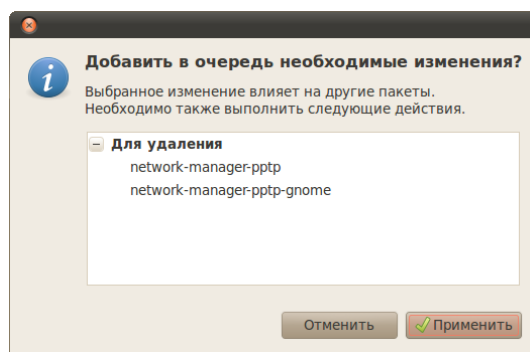 Добавить в очередь необходимые изменения?
Выбранное изменение влияет на другие пакеты.
Необходимо также выполнить следующие действия.
Для удаления
network-manager-pptp
network-manager-pptp-gnome
Отменить
Применить